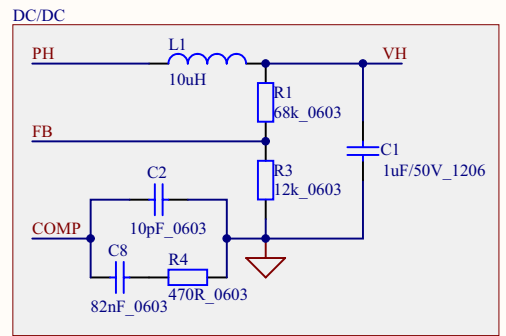 DC/DC
L1
PH
VH
10uH
R1
68k_0603
FB
C1
1uF/50V_1206
R3
12k_0603
C2
10pF_0603
COMP
C8
R4
470R_0603
82nF_0603